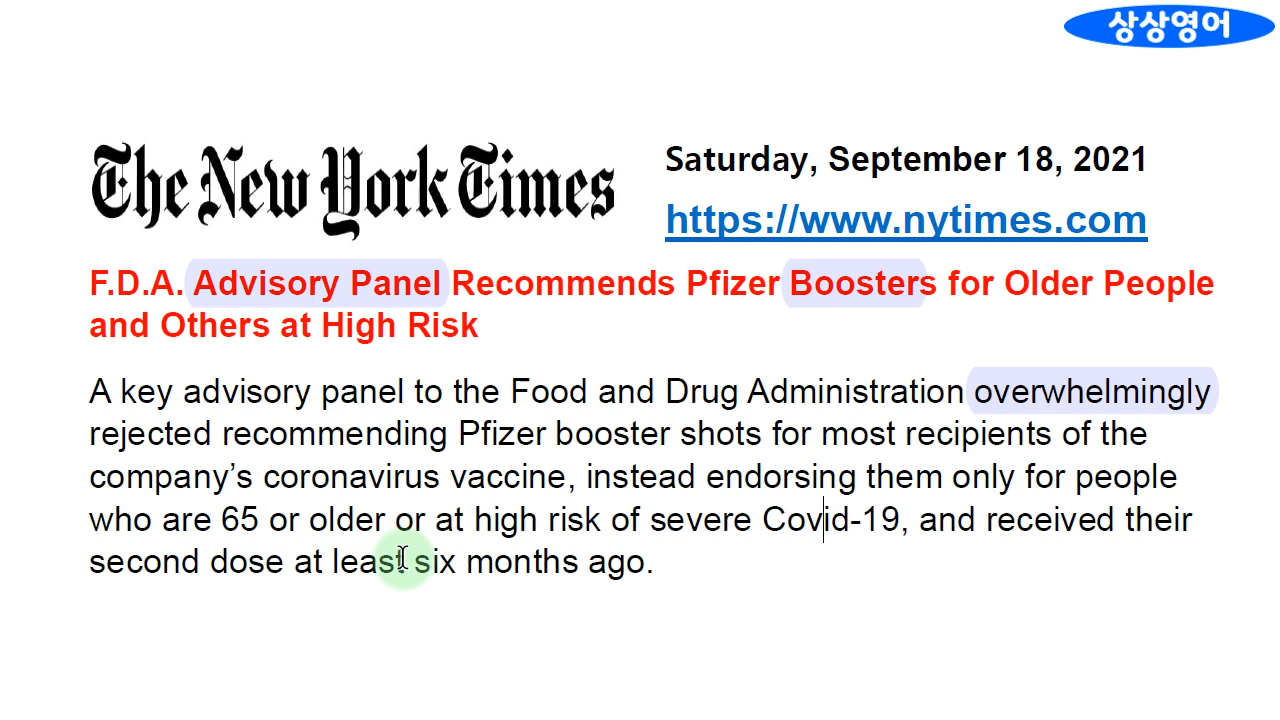 상상영어
The New York Times
Saturday, September 18, 2021
https://www.nytimes.com
F.D.A. Advisory Panel Recommends Pfizer Boosters for Older People
and Others at High Risk
A key advisory panel to the Food and Drug Administration overwhelmingly
rejected recommending Pfizer booster shots for most recipients of the
company’s coronavirus vaccine, instead endorsing them only for people
who are 65 or older or at high risk of severe Covid-19, and received their
second dose at least six months ago.